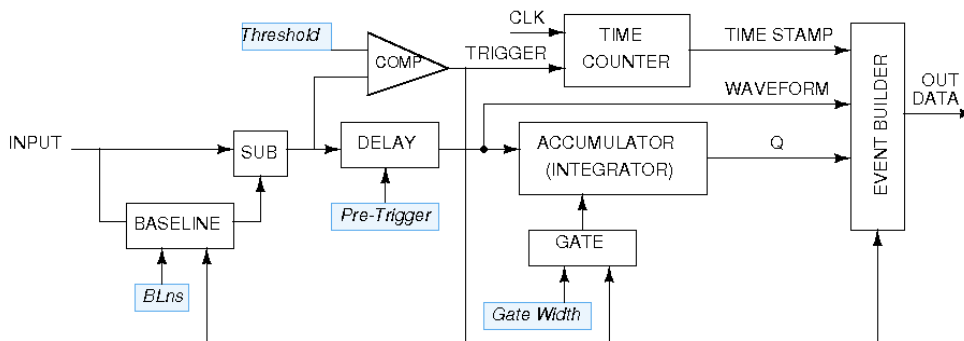 CLK
Threshold
TIME
COUNTER
TIME STAMP
COMP
TRIGGER
WAVEFORM
EVENT BUILDER
OUT
DATA
INPUT
SUB
DELAY
ACCUMULATOR
(INTEGRATOR)
Q
Pre-Trigger
BASELINE
GATE
BLns
Gate Width